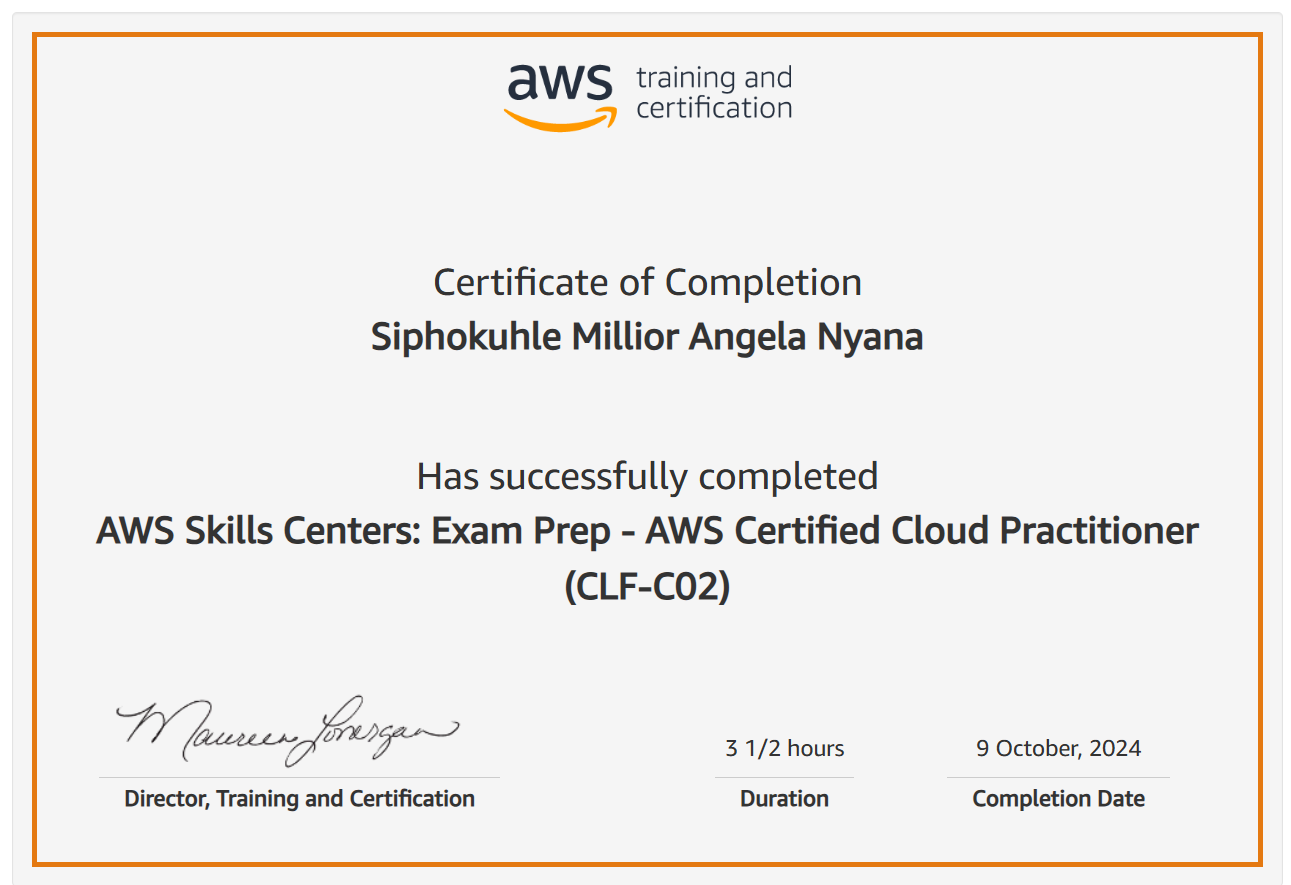 aws training and
certification
Certificate of Completion
Siphokuhle Millior Angela Nyana
Has successfully completed
AWS Skills Centers: Exam Prep - AWS Certified Cloud Practitioner
(CLF-C02)
Maureen Lonergan
Director, Training and Certification
3 1/2 hours
Duration
9 October, 2024
Completion Date